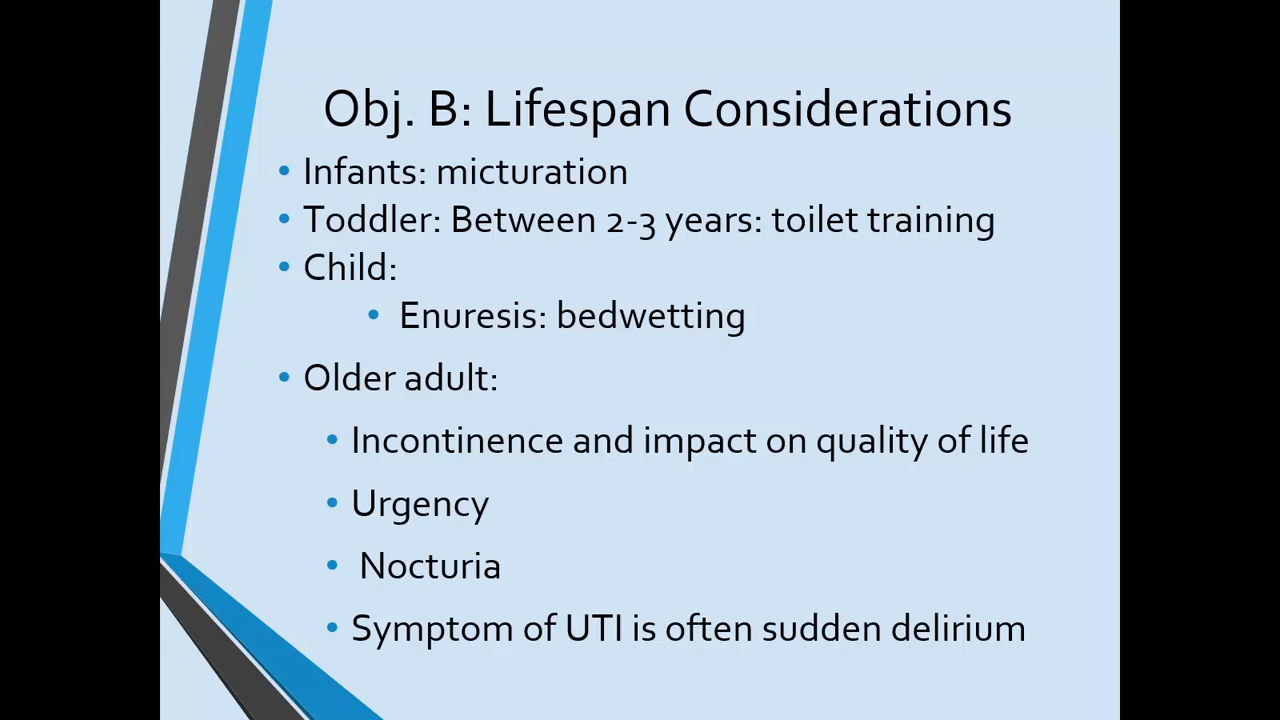 Obj. B: Lifespan Considerations
• Infants: micturation
• Toddler: Between 2-3 years: toilet training
• Child:
• Enuresis: bedwetting
• Older adult:
• Incontinence and impact on quality of life
• Urgency
• Nocturia
• Symptom of UTI is often sudden delirium